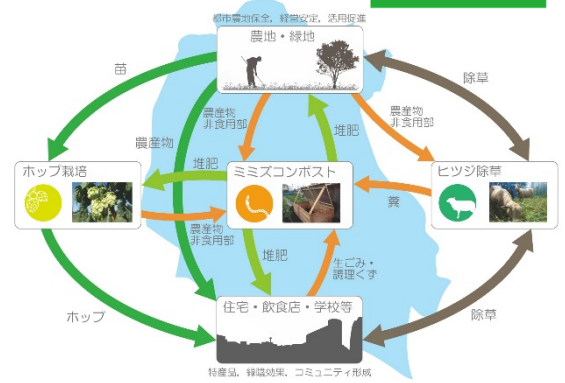 都市農地保全，経営安定，活用促進
農地・緑地
苗
除草
農産物
非食用部
農産物
非食用部
農産物
堆肥
堆肥
ホップ栽培
ミミズコンポスト
ヒツジ除草
糞
農産物
非食用部
堆肥
生ごみ・
調理くず
ホップ
除草
住宅・飲食店・学校等
特産品，緑陰効果，コミュニティ形成